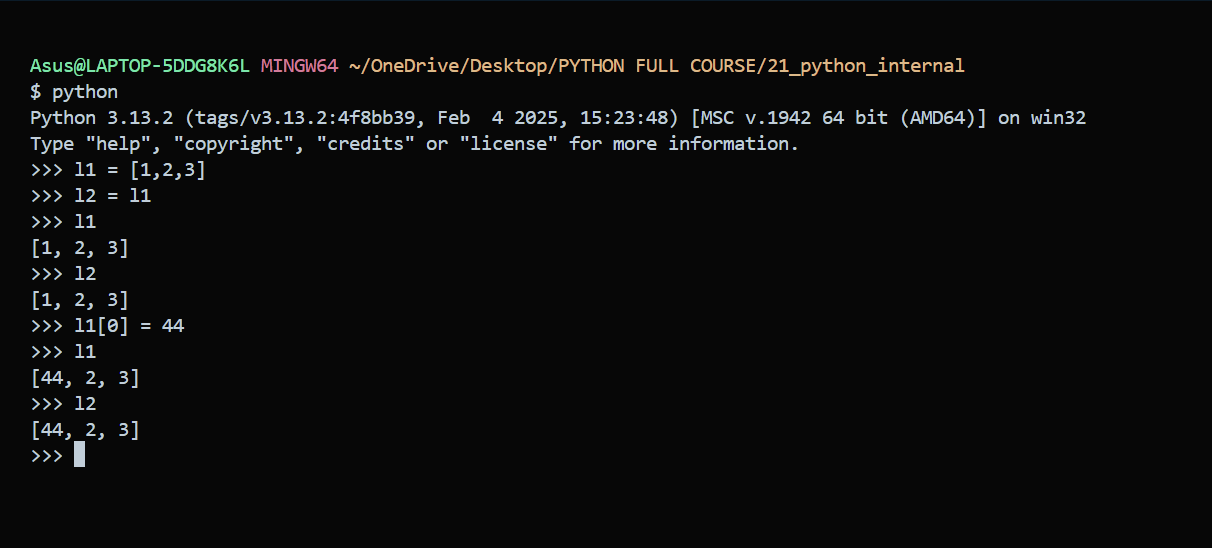 Asus@LAPTOP-5DDG8K6L MINGW64 ~/OneDrive/Desktop/PYTHON FULL COURSE/21_python_internal
$ python
Python 3.13.2 (tags/v3.13.2:4f8bb39, Feb  4 2025, 15:23:48) [MSC v.1942 64 bit (AMD64)] on win32
Type "help", "copyright", "credits" or "license" for more information.
>>> l1 = [1,2,3]
>>> l2 = l1
>>> l1
[1, 2, 3]
>>> l2
[1, 2, 3]
>>> l1[0] = 44
>>> l1
[44, 2, 3]
>>> l2
[44, 2, 3]
>>>